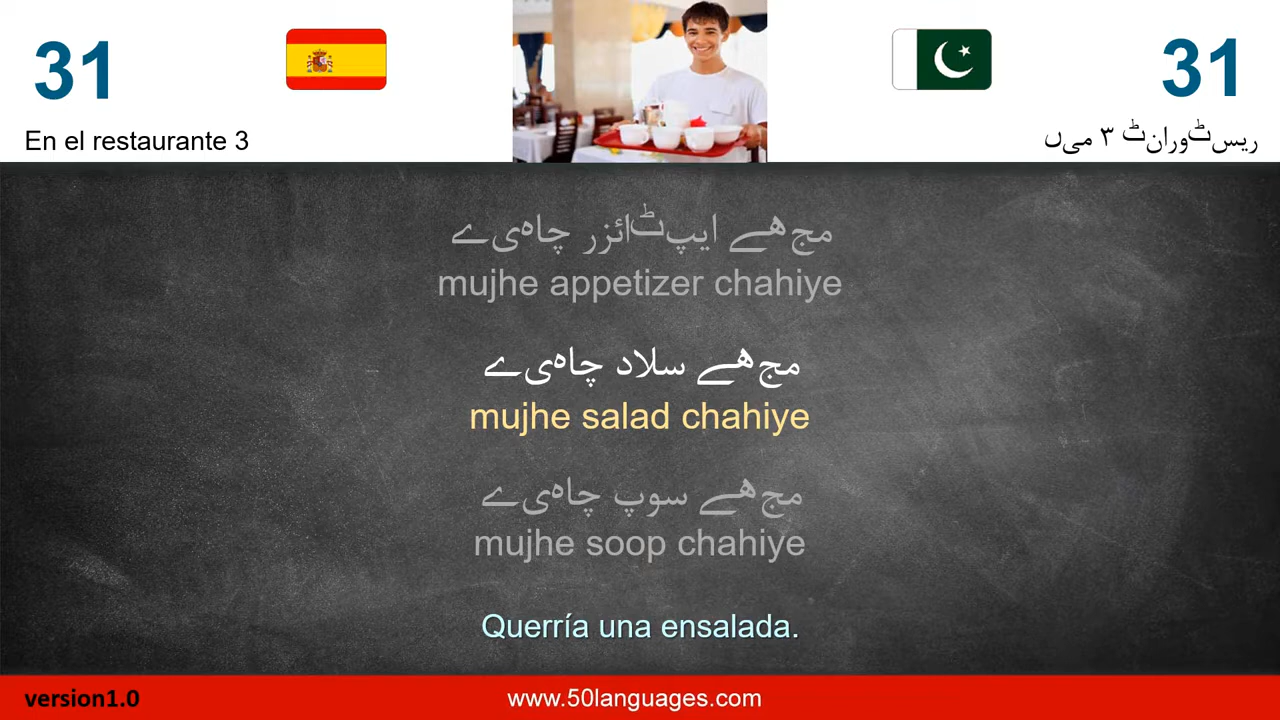 31
31
En el restaurante 3
ریسٹورانٹ ۳ میں
مجھے ایپٹائزر چاہیے
mujhe appetizer chahiye
مجھے سلاد چاہیے
mujhe salad chahiye
مجھے سوپ چاہیے
mujhe soop chahiye
Querría una ensalada.
version1.0
www.50languages.com